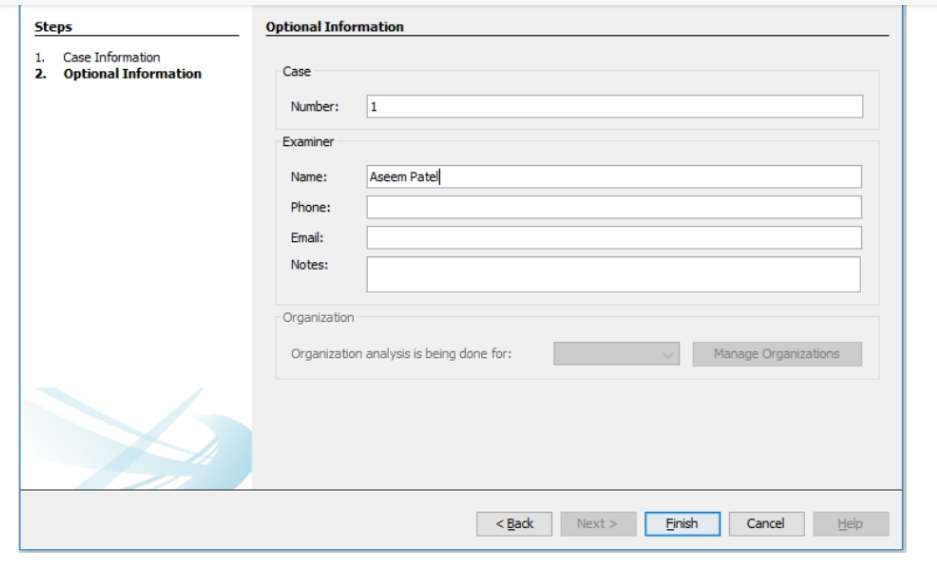 Steps
1. Case Information
2. Optional Information
Optional Information
Case
Number: 1
Examiner
Name: Aseem Patel
Phone:
Email:
Notes:
Organization
Organization analysis is being done for: Manage Organizations
< Back Next > Finish Cancel Help